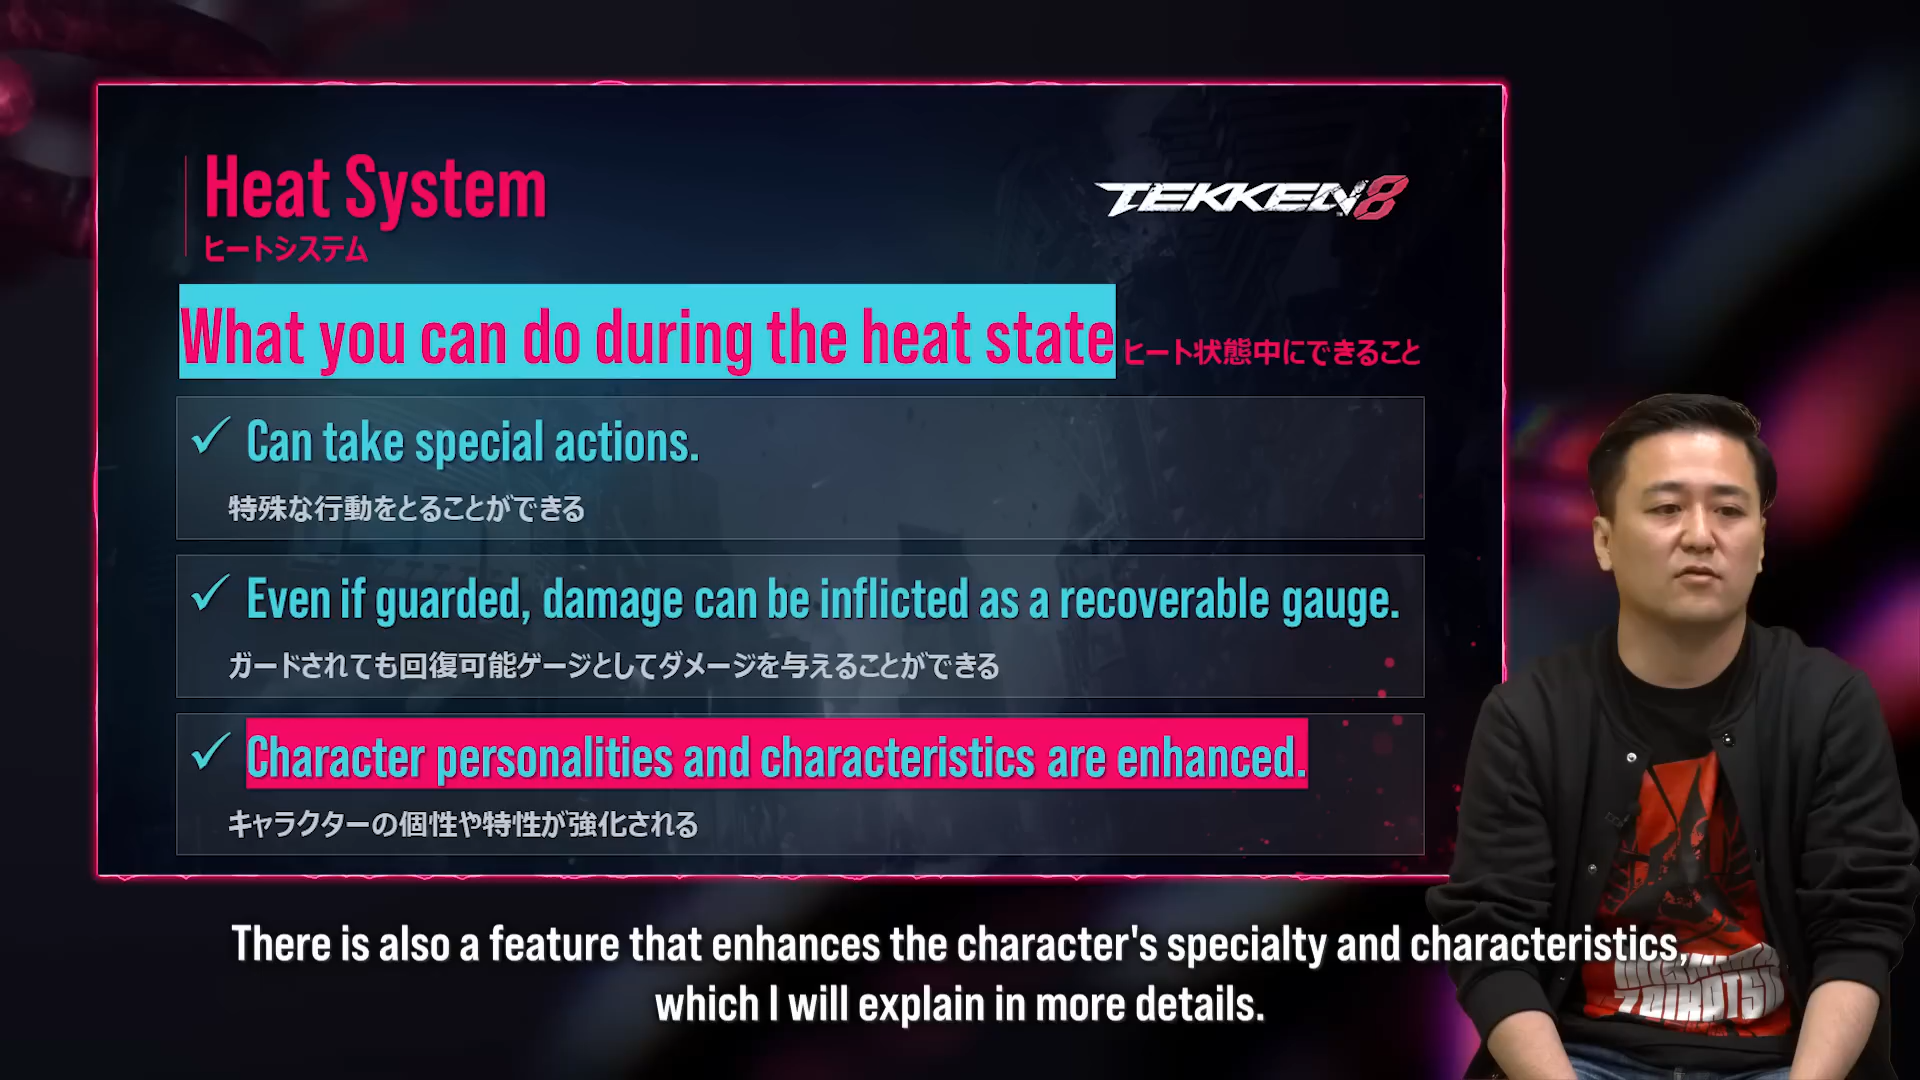 Heat System
ヒートシステム
TEKKEN 8
What you can do during the heat state ヒート状態中にできること
✓ Can take special actions.
特殊な行動をとることができる
✓ Even if guarded, damage can be inflicted as a recoverable gauge.
ガードされても回復可能ゲージとしてダメージを与えることができる
✓ Character personalities and characteristics are enhanced.
キャラクターの個性や特性が強化される
There is also a feature that enhances the character's specialty and characteristics,
which I will explain in more details.